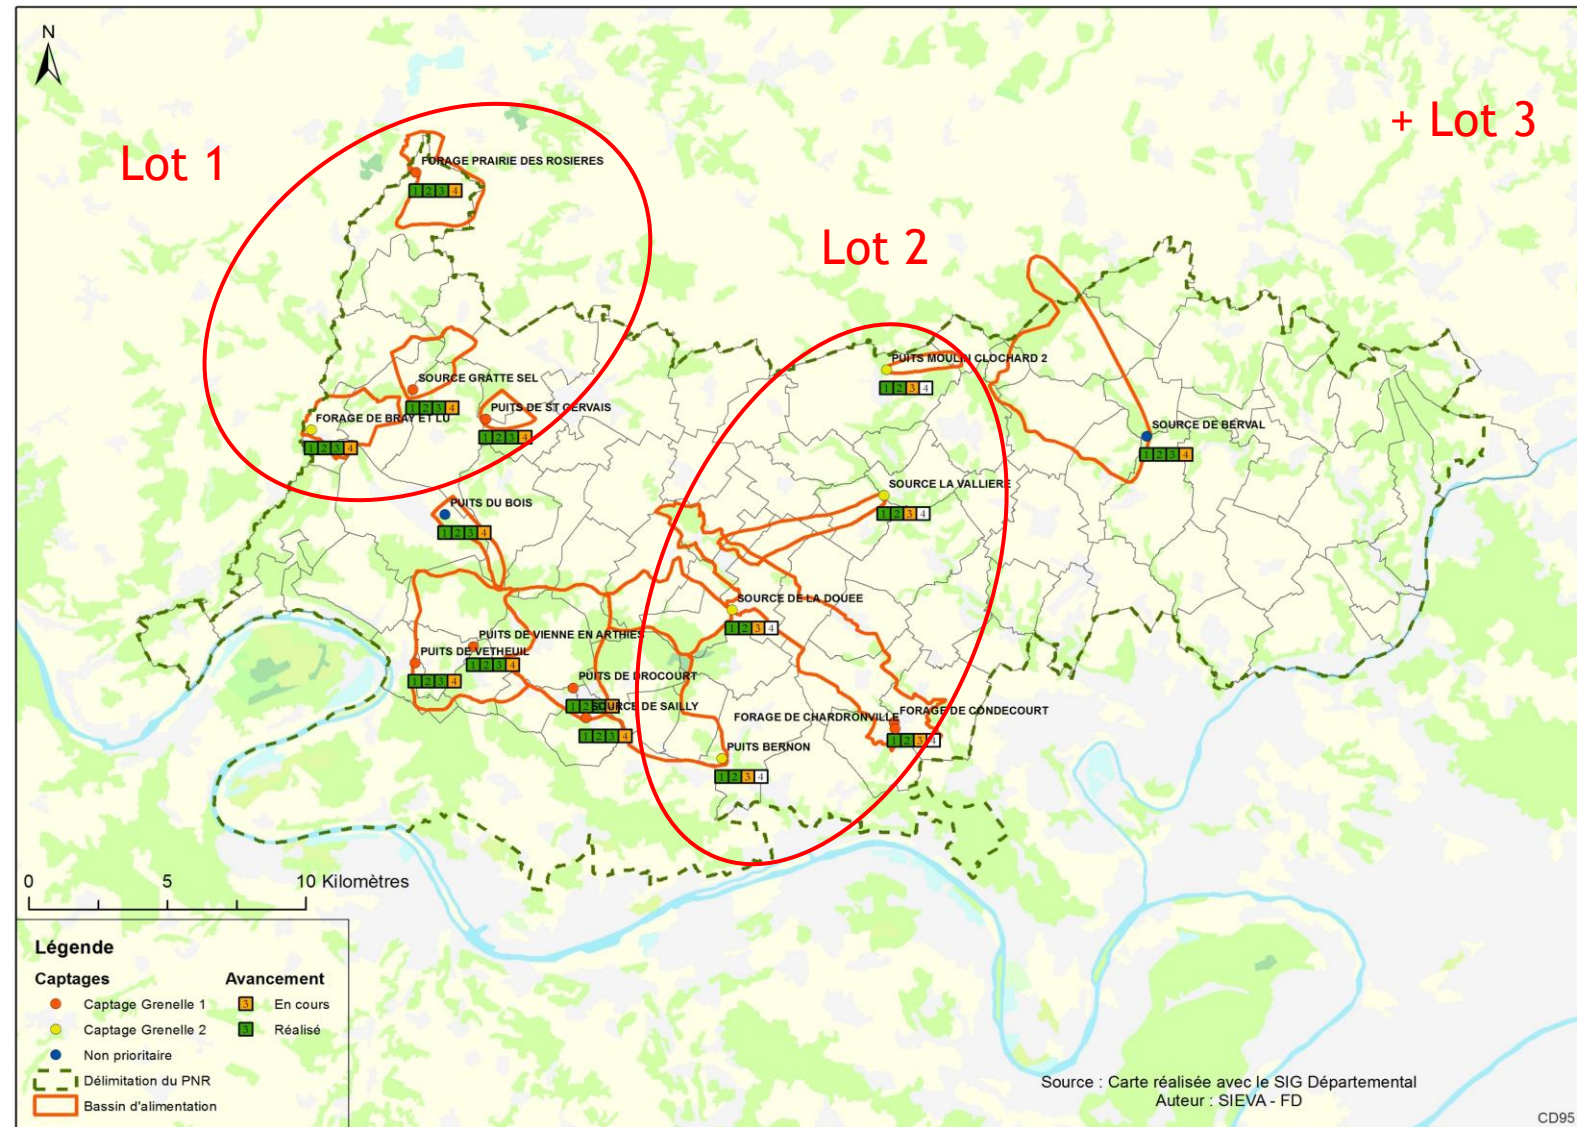 N
Lot 1
+ Lot 3
Lot 2
FORAGE PRAIRIE DES ROSIERES
1 2 3 4
PUITS MOULIN CLOCHARD 2
1 2 3 4
SOURCE GRATTE SEL
1 2 3 4
PUITS DE ST GERVAIS
1 2 3 4
FORAGE DE BRAY ET LU
1 2 3 4
SOURCE DE BERVAL
1 2 3 4
SOURCE LA VALLIERE
1 2 3 4
PUITS DU BOIS
1 2 3 4
SOURCE DE LA DOUEE
1 2 3 4
PUITS DE VIENNE EN ARTHIES
1 2 3 4
PUITS DE VETHEUIL
1 2 3 4
PUITS DE DROCOURT
1 2
SOURCE DE SAILLY
1 2 3 4
FORAGE DE CHARDRONVILLE
FORAGE DE CONDECOURT
1 2 3 4
PUITS BERNON
1 2 3 4
0 5 10 Kilomètres
Légende
Captages
Captage Grenelle 1
Captage Grenelle 2
Non prioritaire
Délimitation du PNR
Bassin d'alimentation
Avancement
3 En cours
3 Réalisé
Source : Carte réalisée avec le SIG Départemental
Auteur : SIEVA - FD
CD95